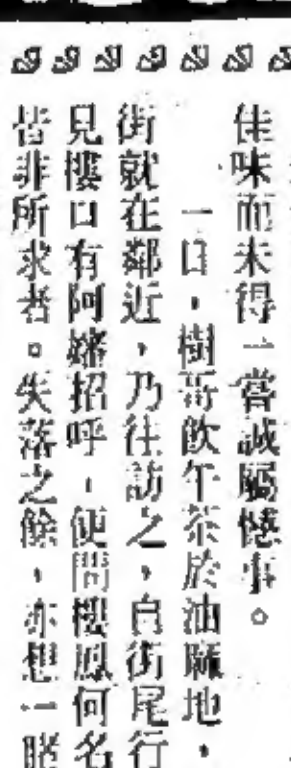 佳味而未得一嘗誠屬憾事。
一日，樹哥飲午茶於油麻地，
街就在鄰近，乃往訪之，自街尾行
見樓口有阿嬸招呼，便問樓鳳何名
皆非所求者。失落之餘，亦想一睹